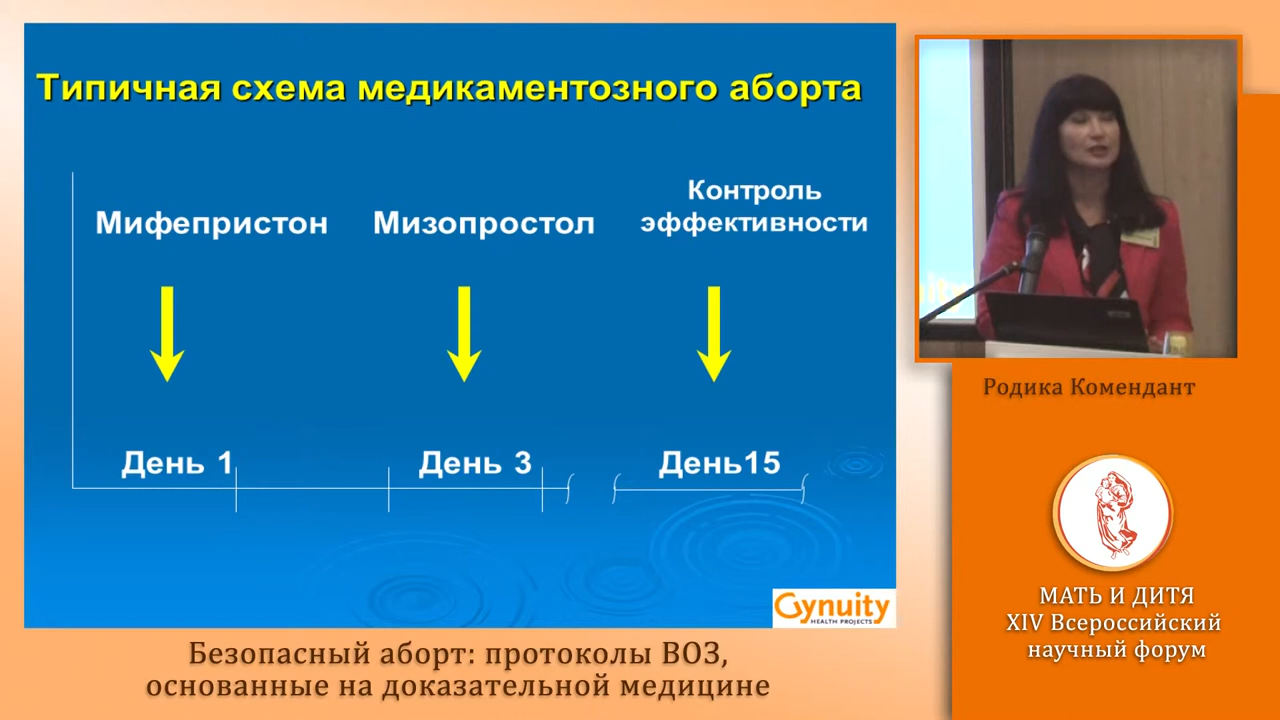 Типичная схема медикаментозного аборта
Мифепристон
Мизопростол
Контроль
эффективности
День 1
День 3
День15
Gynuity
HEALTH PROJECTS
Родика Комендант
МАТЬ И ДИТЯ
XIV Всероссийский
научный форум
Безопасный аборт: протоколы ВОЗ,
основанные на доказательной медицине